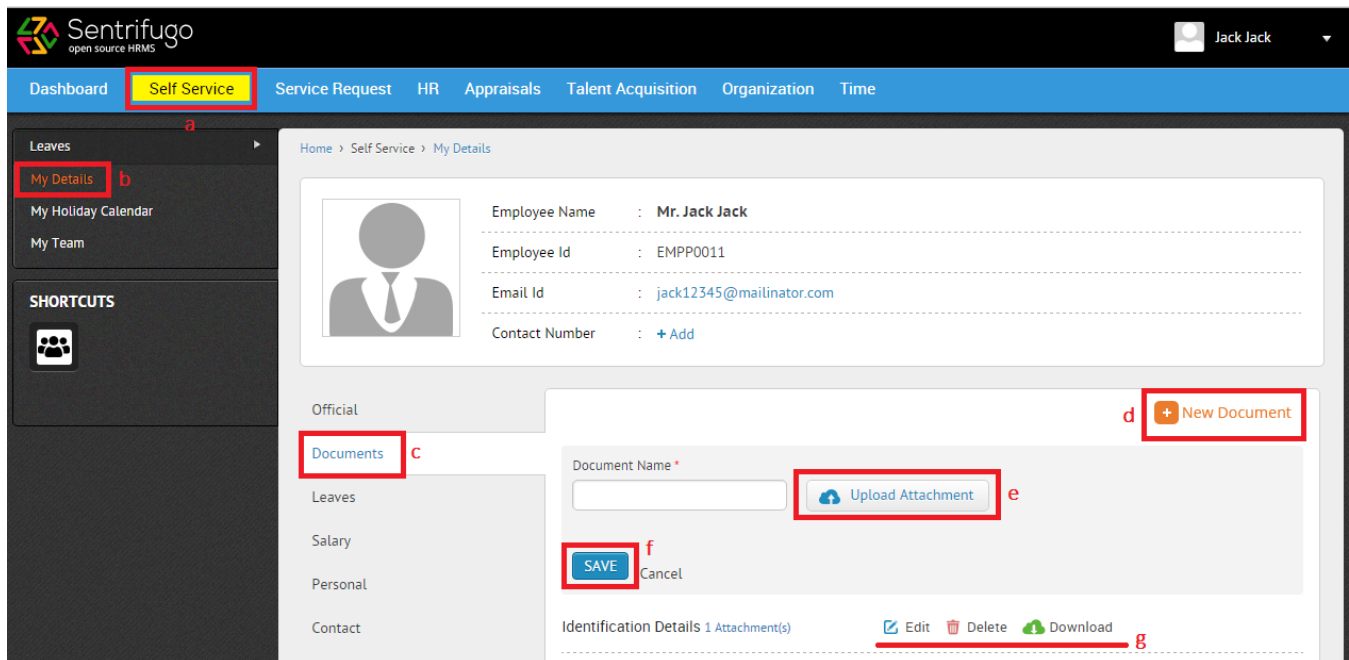 Sentrifugo
open source HRMS
Jack Jack
Dashboard Self Service Service Request HR Appraisals Talent Acquisition Organization Time
a
Leaves
My Details b
My Holiday Calendar
My Team
SHORTCUTS
Home › Self Service › My Details
Employee Name : Mr. Jack Jack
Employee Id : EMPP0011
Email Id : jack12345@mailinator.com
Contact Number : + Add
Official
Documents c
Leaves
Salary
Personal
Contact
d + New Document
Document Name *
Upload Attachment e
SAVE f
Cancel
Identification Details 1 Attachment(s) Edit Delete Download g